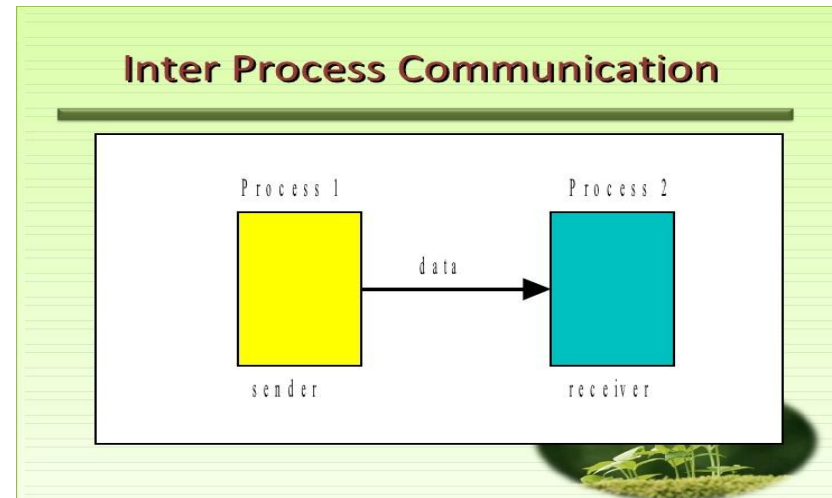 Inter Process Communication
Process 1 Process 2
data
sender receiver